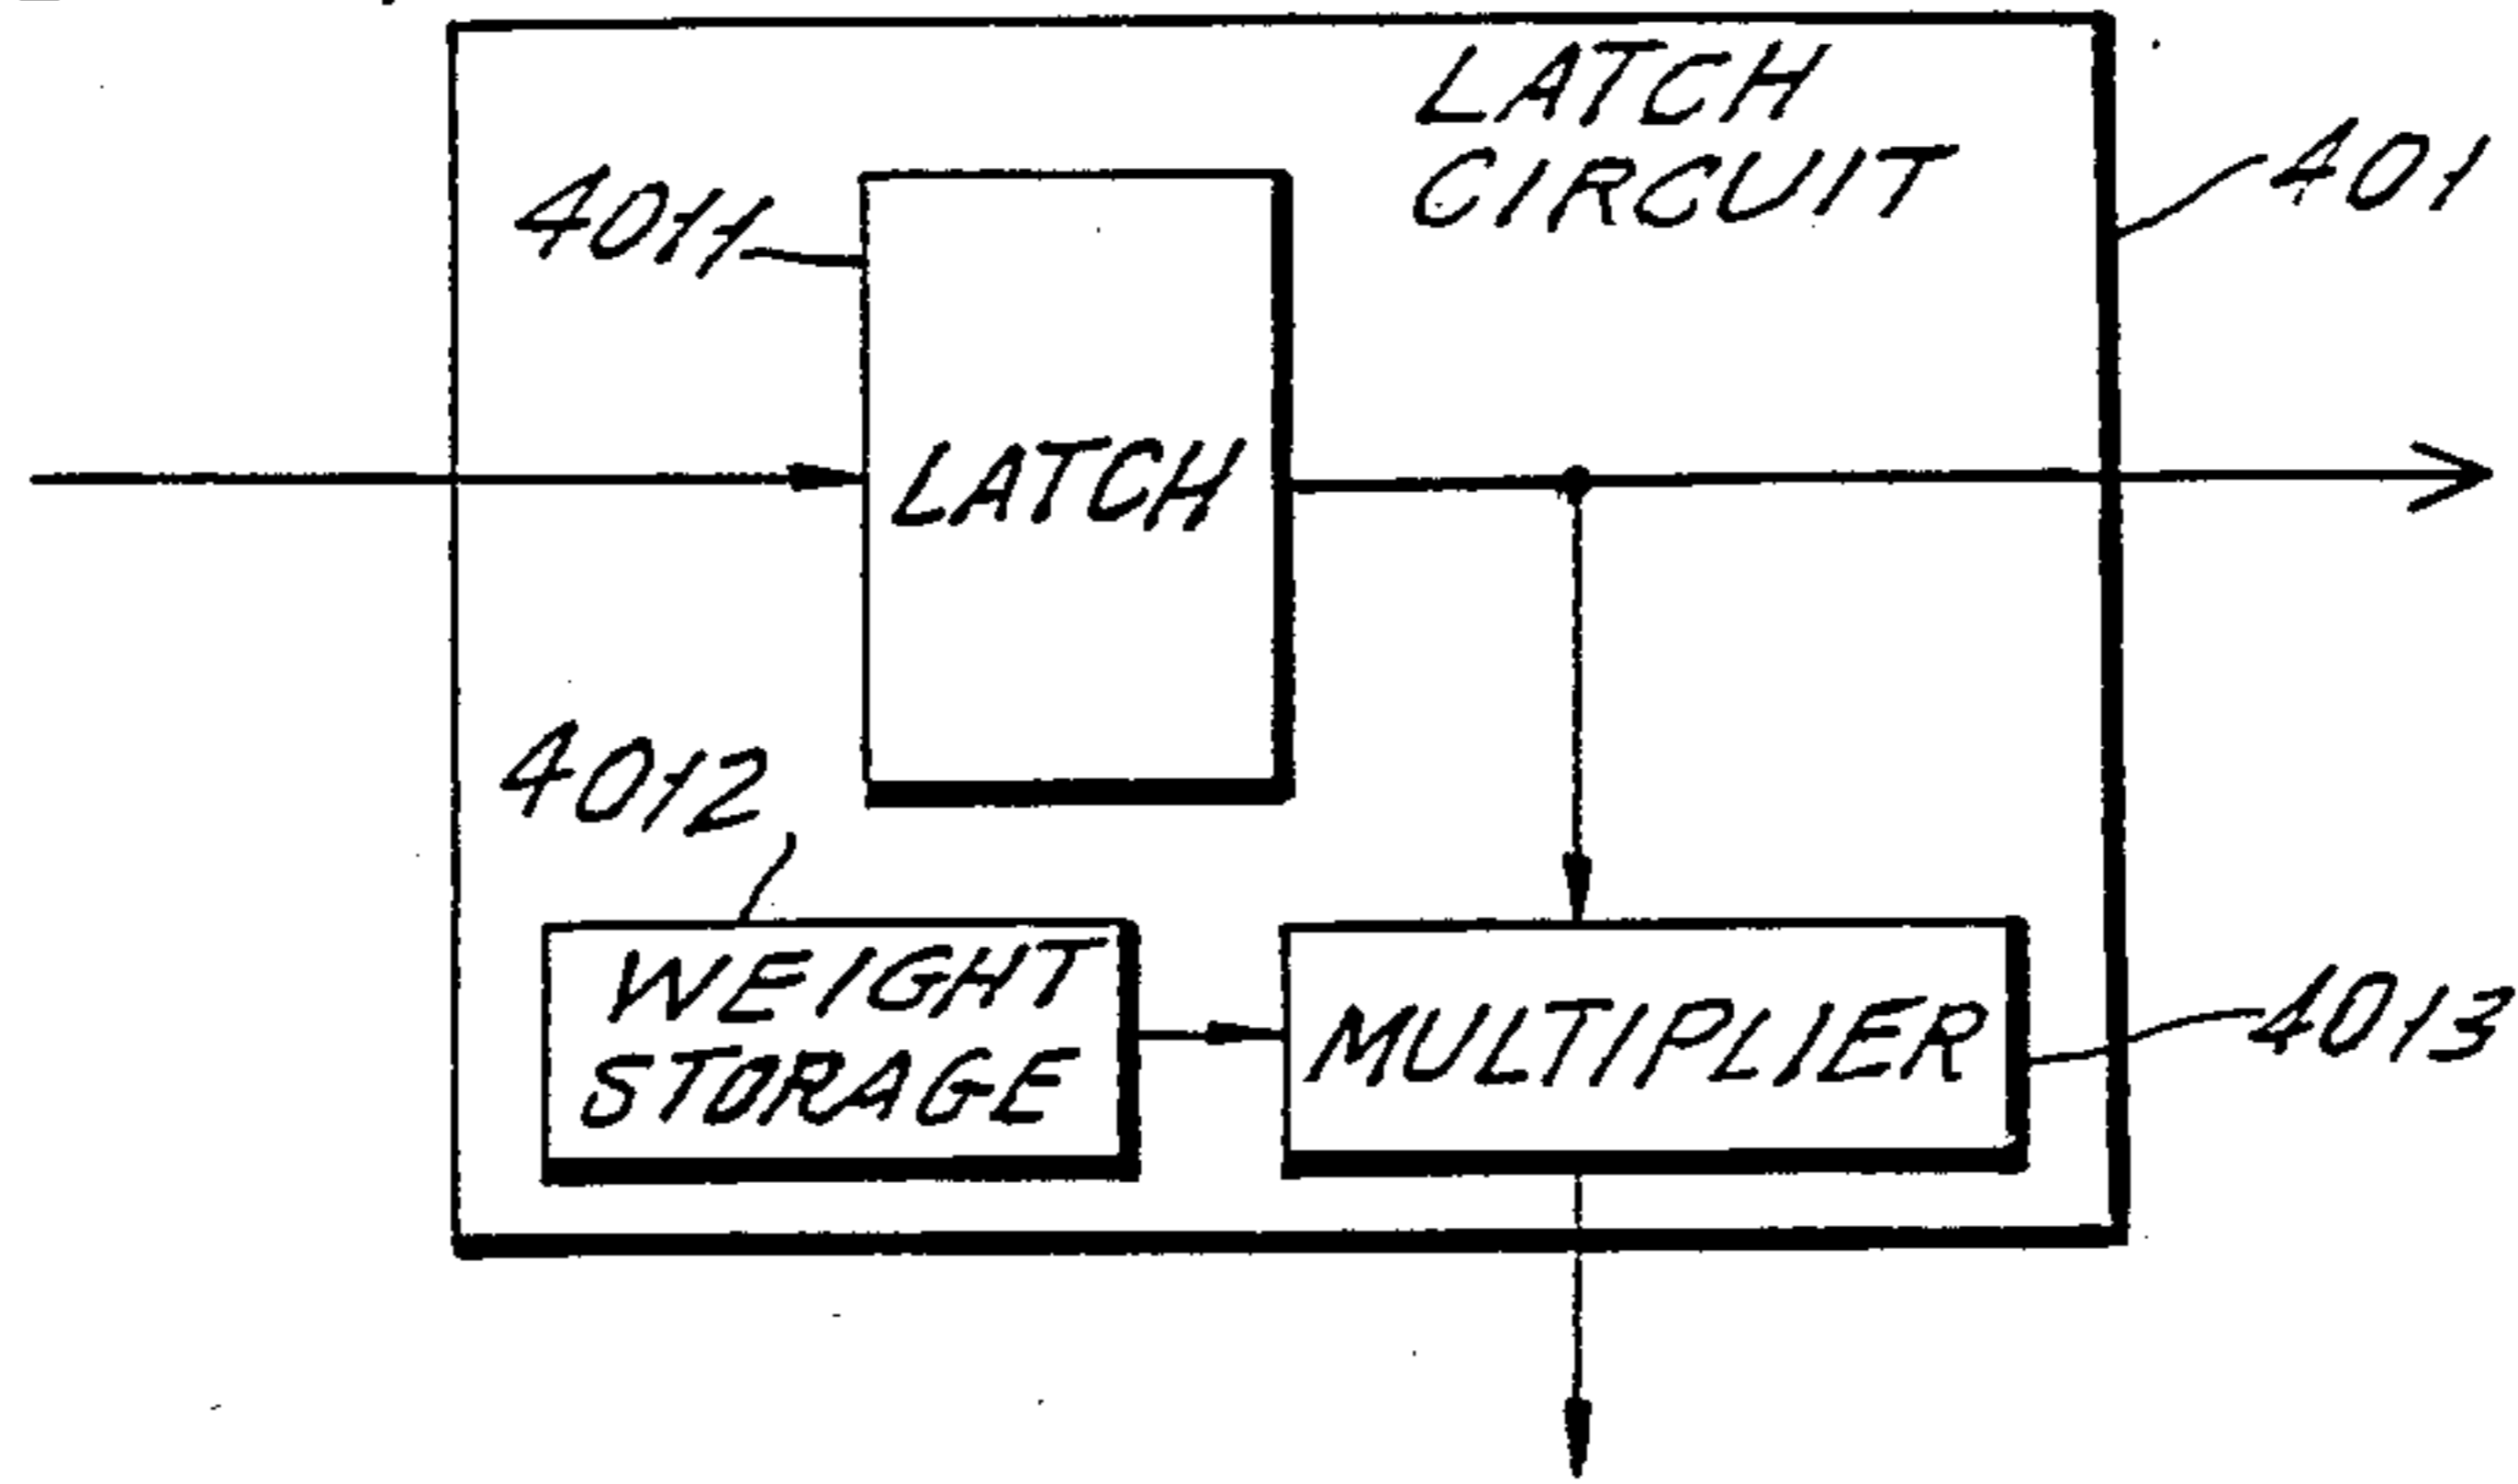 LATCH
CIRCUIT
401
4011
LATCH
4012
WEIGHT
STORAGE
MULTIPLIER
4013